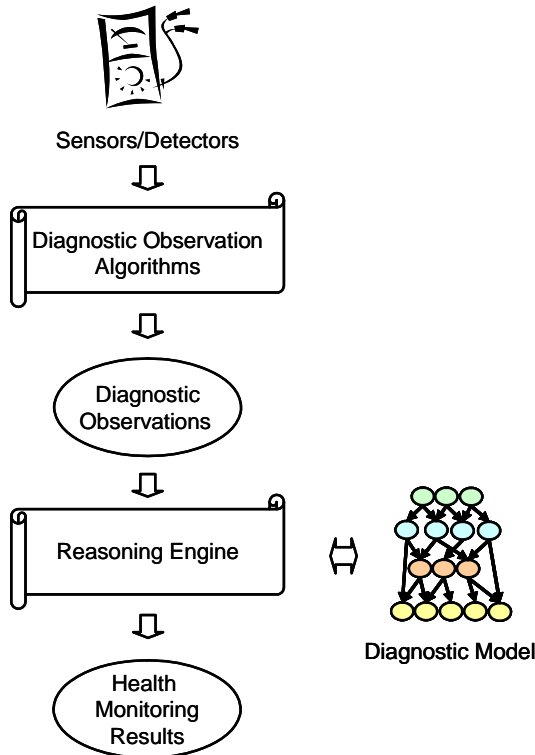 Sensors/Detectors
Diagnostic Observation
Algorithms
Diagnostic
Observations
Reasoning Engine
Diagnostic Model
Health
Monitoring
Results